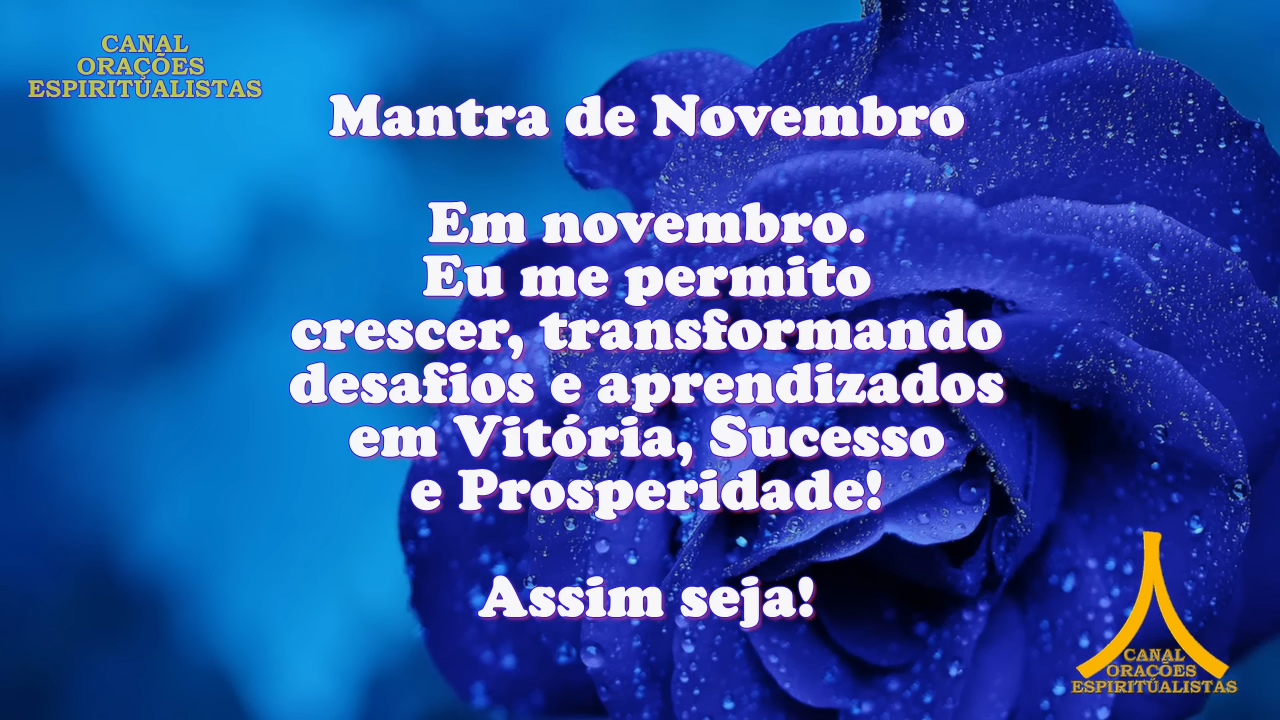 CANAL
ORAÇÕES
ESPIRITUALISTAS
Mantra de Novembro
Em novembro.
Eu me permito
crescer, transformando
desafios e aprendizados
em Vitória, Sucesso
e Prosperidade!
Assim seja!
CANAL
ORAÇÕES
ESPIRITUALISTAS